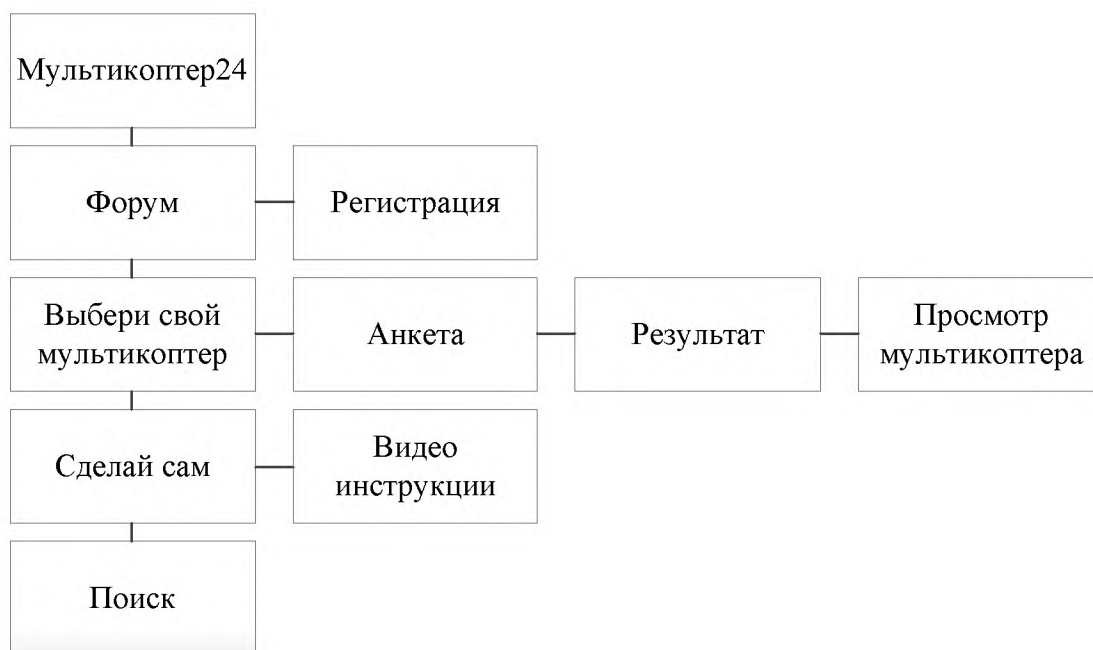 Мультикоптер24
Форум
Регистрация
Выбери свой
мультикоптер
Анкета
Результат
Просмотр
мультикоптера
Сделай сам
Видео
инструкции
Поиск